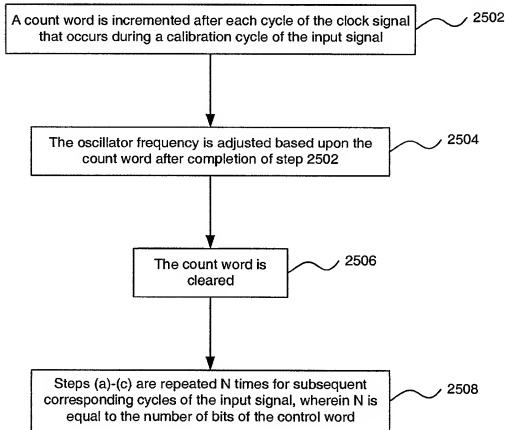 A count word is incremented after each cycle of the clock signal
that occurs during a calibration cycle of the input signal
2502
The oscillator frequency is adjusted based upon the
count word after completion of step 2502
2504
The count word is
cleared
2506
Steps (a)-(c) are repeated N times for subsequent
corresponding cycles of the input signal, wherein N is
equal to the number of bits of the control word
2508